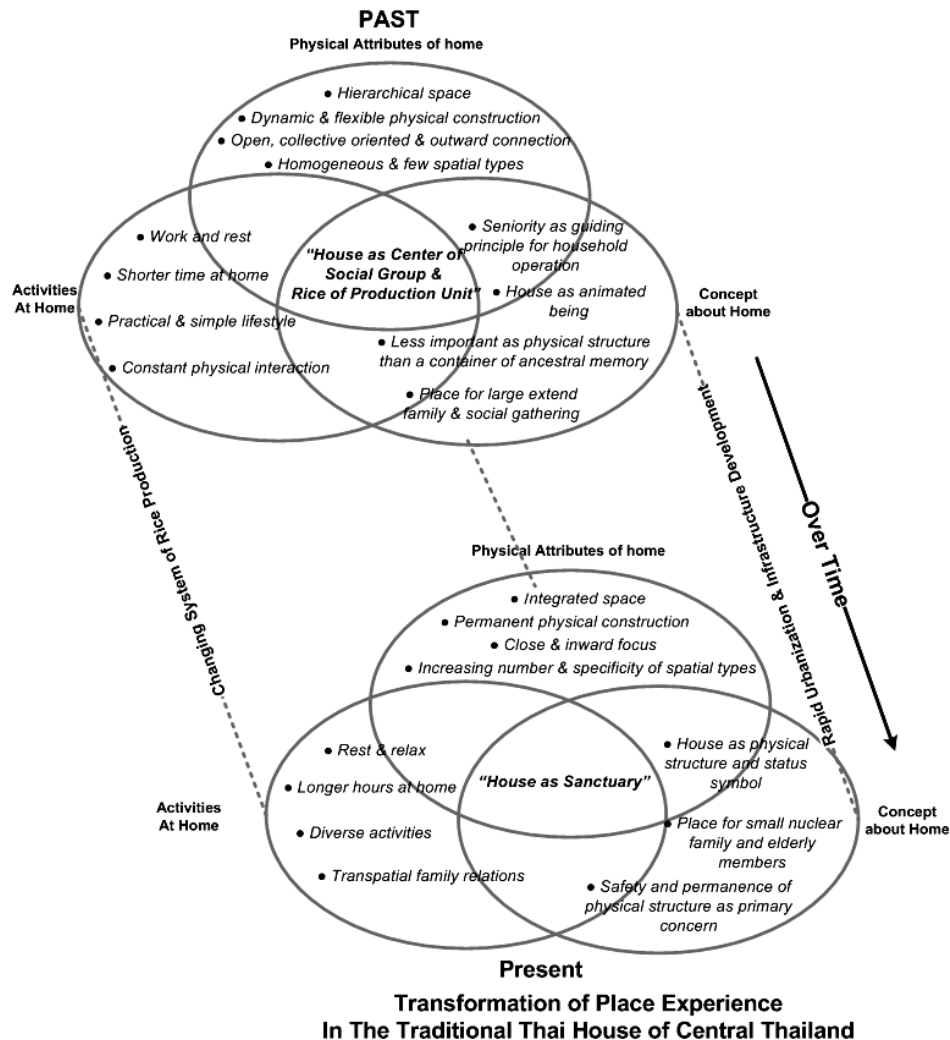 PAST
Physical Attributes of home
• Hierarchical space
• Dynamic & flexible physical construction
• Open, collective oriented & outward connection
• Homogeneous & few spatial types
Activities
At Home
• Work and rest
• Shorter time at home
• Practical & simple lifestyle
• Constant physical interaction
“House as Center of
Social Group &
Rice of Production Unit”
• Seniority as guiding
principle for household
operation
• House as animated
being
• Less important as physical structure
than a container of ancestral memory
• Place for large extend
family & social gathering
Concept
about Home
Changing System of Rice Production
Rapid Urbanization & Infrastructure Development
Over Time
Physical Attributes of home
• Integrated space
• Permanent physical construction
• Close & inward focus
• Increasing number & specificity of spatial types
Activities
At Home
• Rest & relax
• Longer hours at home
• Diverse activities
• Transpatial family relations
“House as Sanctuary”
• House as physical
structure and status
symbol
• Place for small nuclear
family and elderly
members
• Safety and permanence of
physical structure as primary
concern
Concept
about Home
Present
Transformation of Place Experience
In The Traditional Thai House of Central Thailand